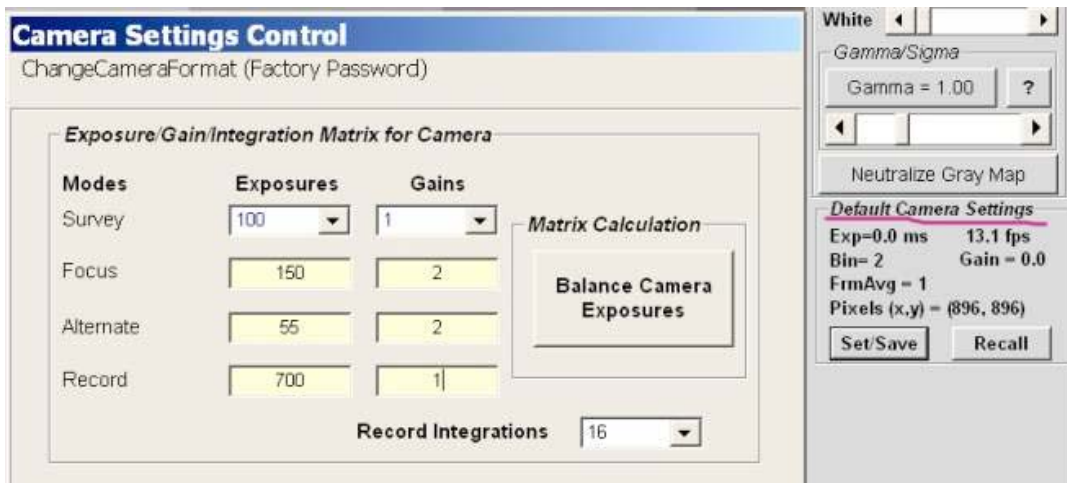 Camera Settings Control
ChangeCameraFormat (Factory Password)
Exposure/Gain/Integration Matrix for Camera
Modes Exposures Gains
Survey 100 1
Focus 150 2
Alternate 55 2
Record 700 1
Matrix Calculation
Balance Camera
Exposures
Record Integrations 16
White
Gamma/Sigma
Gamma = 1.00 ?
Neutralize Gray Map
Default Camera Settings
Exp=0.0 ms 13.1 fps
Bin= 2 Gain = 0.0
FrmAvg = 1
Pixels (x,y) = (896, 896)
Set/Save Recall